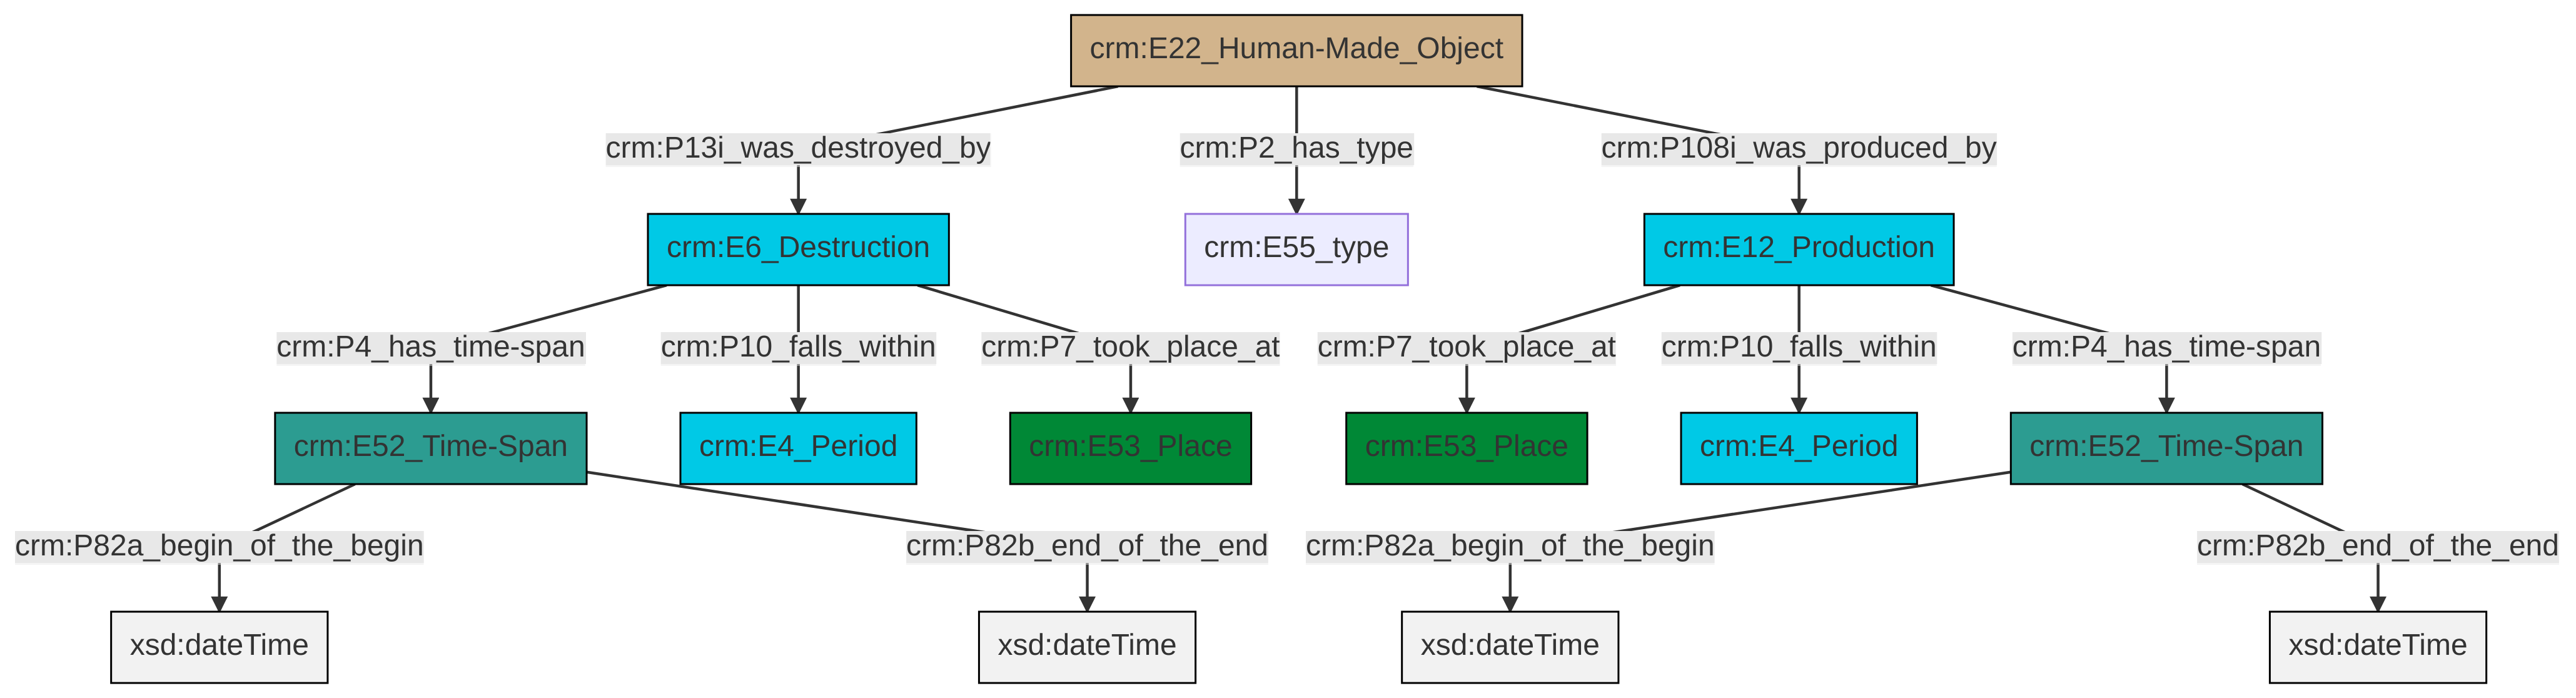 crm:E22_Human-Made_Object
crm:P13i_was_destroyed_by
crm:P2_has_type
crm:P108i_was_produced_by
crm:E6_Destruction
crm:E55_type
crm:E12_Production
crm:P4_has_time-span
crm:P10_falls_within
crm:P7_took_place_at
crm:P7_took_place_at
crm:P10_falls_within
crm:P4_has_time-span
crm:E52_Time-Span
crm:E4_Period
crm:E53_Place
crm:E53_Place
crm:E4_Period
crm:E52_Time-Span
crm:P82a_begin_of_the_begin
crm:P82b_end_of_the_end
crm:P82a_begin_of_the_begin
crm:P82b_end_of_the_end
xsd:dateTime
xsd:dateTime
xsd:dateTime
xsd:dateTime